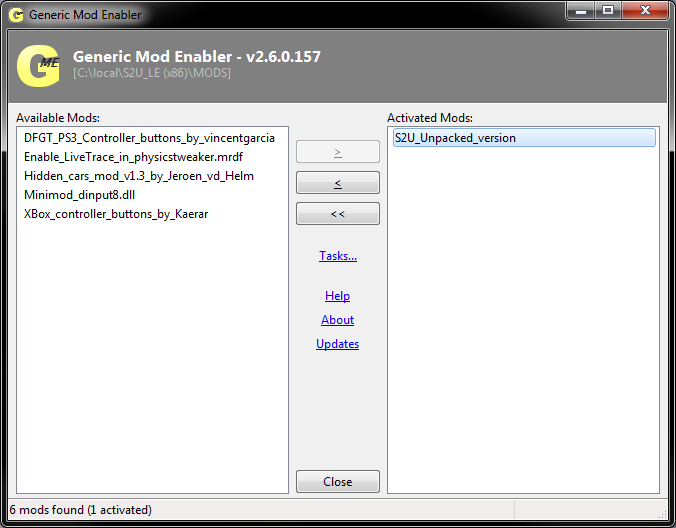 Generic Mod Enabler
GME
Generic Mod Enabler - v2.6.0.157
[C:\local\S2U_LE (x86)\MODS]
Available Mods:
Activated Mods:
DFGT_PS3_Controller_buttons_by_vincentgarcia
Enable_LiveTrace_in_physicstweaker.mrdf
Hidden_cars_mod_v1.3_by_Jeroen_vd_Helm
Minimod_dinput8.dll
XBox_controller_buttons_by_Kaerar
>
<
<<
Tasks...
Help
About
Updates
Close
S2U_Unpacked_version
6 mods found (1 activated)